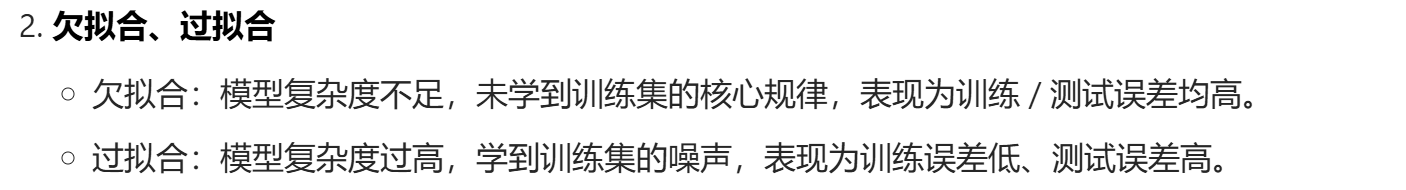 2. 欠拟合、过拟合
○ 欠拟合：模型复杂度不足，未学到训练集的核心规律，表现为训练 / 测试误差均高。
○ 过拟合：模型复杂度过高，学到训练集的噪声，表现为训练误差低、测试误差高。